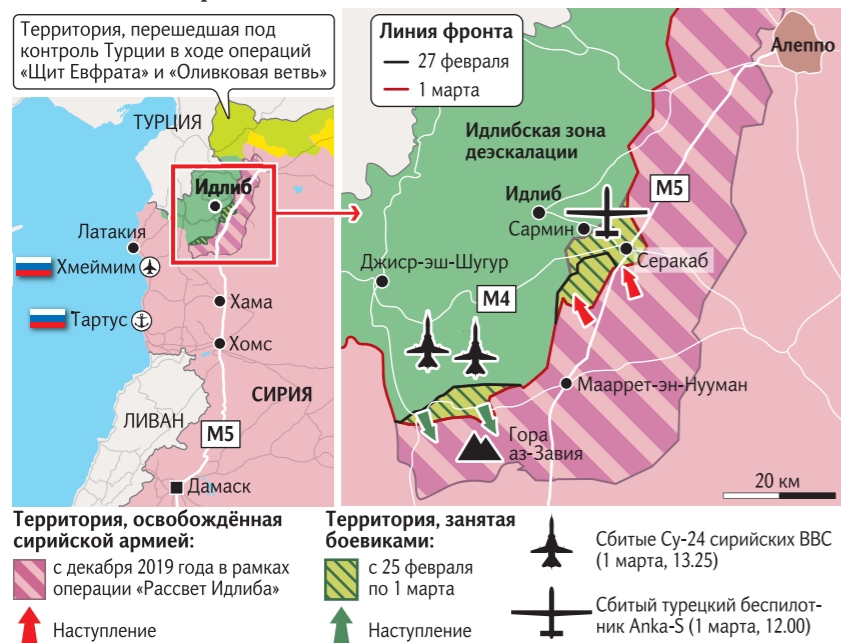 Территория, перешедшая под
контроль Турции в ходе операций
«Щит Евфрата» и «Оливковая ветвь»
ТУРЦИЯ
Идлиб
Латакия
Хмеймим
Тартус
Хама
Хомс
СИРИЯ
ЛИВАН
М5
Дамаск
Линия фронта
27 февраля
1 марта
Алеппо
Идлибская зона
деэскалации
М5
Идлиб
Сармин
Серакаб
Джиср-эш-Шугур
М4
Мааррет-эн-Нууман
Гора
аз-Завия
20 км
Территория, освобождённая
сирийской армией:
с декабря 2019 года в рамках
операции «Рассвет Идлиба»
Наступление
Территория, занятая
боевиками:
с 25 февраля
по 1 марта
Наступление
Сбитые Су-24 сирийских ВВС
(1 марта, 13.25)
Сбитый турецкий беспилот-
ник Anka-S (1 марта, 12.00)